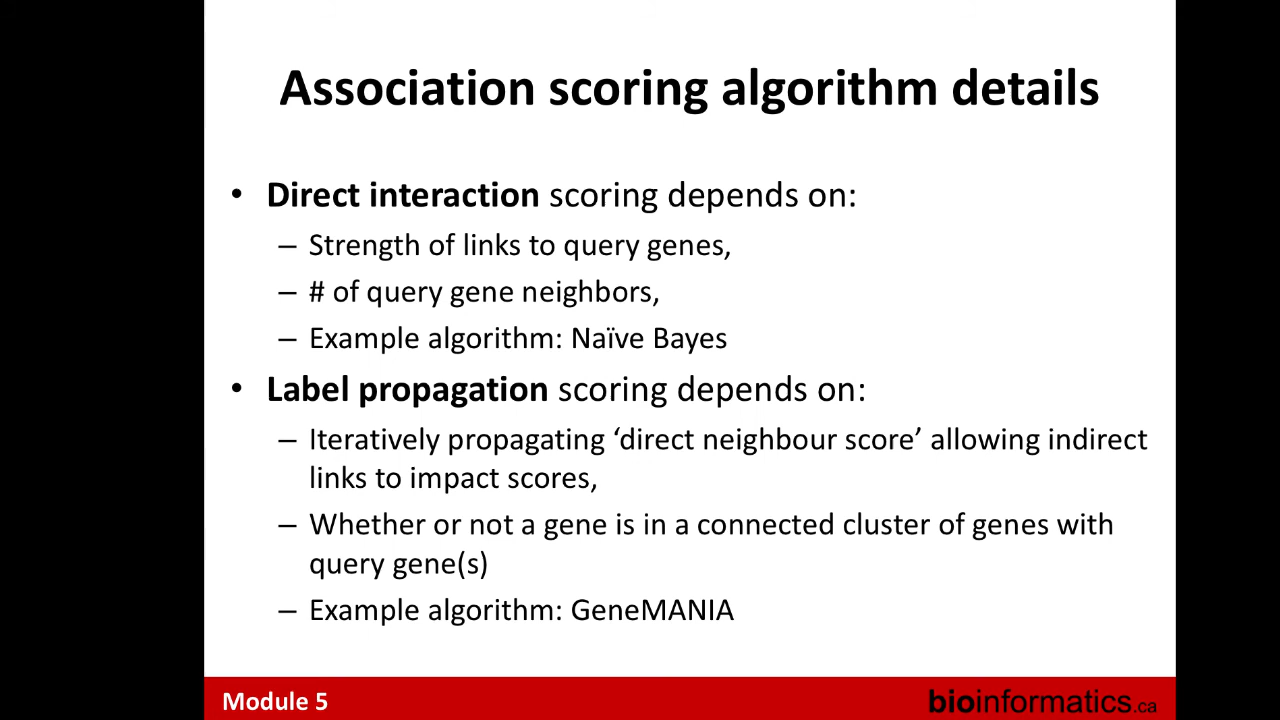 Association scoring algorithm details
• Direct interaction scoring depends on:
– Strength of links to query genes,
– # of query gene neighbors,
– Example algorithm: Naïve Bayes
• Label propagation scoring depends on:
– Iteratively propagating ‘direct neighbour score’ allowing indirect
links to impact scores,
– Whether or not a gene is in a connected cluster of genes with
query gene(s)
– Example algorithm: GeneMANIA
Module 5
bioinformatics.ca